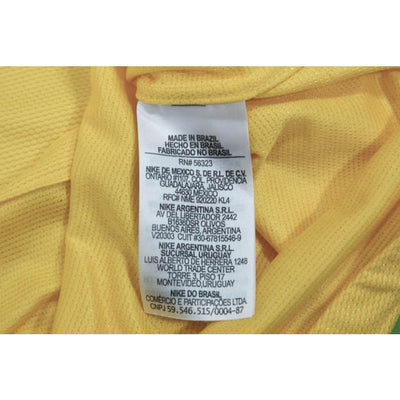 MADE IN BRAZIL
HECHO EN BRASIL
FABRICADO NO BRASIL
RN# 56323
NIKE DE MEXICO S. DE R.L. DE C.V.
ONTARIO #1107, COL. PROVIDENCIA
GUADALAJARA, JALISCO
44630 MEXICO
RFC# NME 920220 KL4
NIKE ARGENTINA S.R.L.
AV DEL LIBERTADOR 2442
B1636DSR OLIVOS
BUENOS AIRES, ARGENTINA
V20303 CUIT #30-67815546-9
NIKE ARGENTINA S.R.L.
SUCURSAL URUGUAY
LUIS ALBERTO DE HERRERA 1248
WORLD TRADE CENTER
TORRE 3, PISO 17
MONTEVIDEO, URUGUAY
NIKE DO BRASIL
COMÉRCIO E PARTICIPAÇÕES LTDA.
CNPJ 59.546.515/0004-87